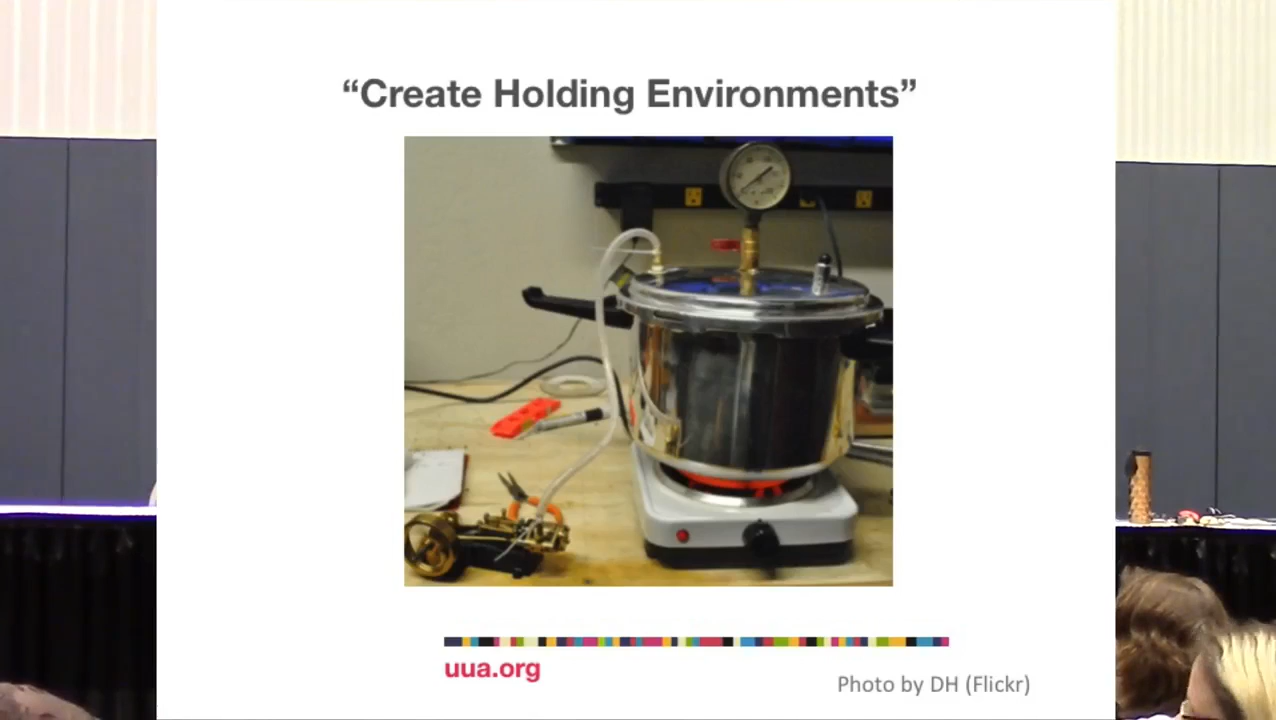 “Create Holding Environments”
uua.org
Photo by DH (Flickr)